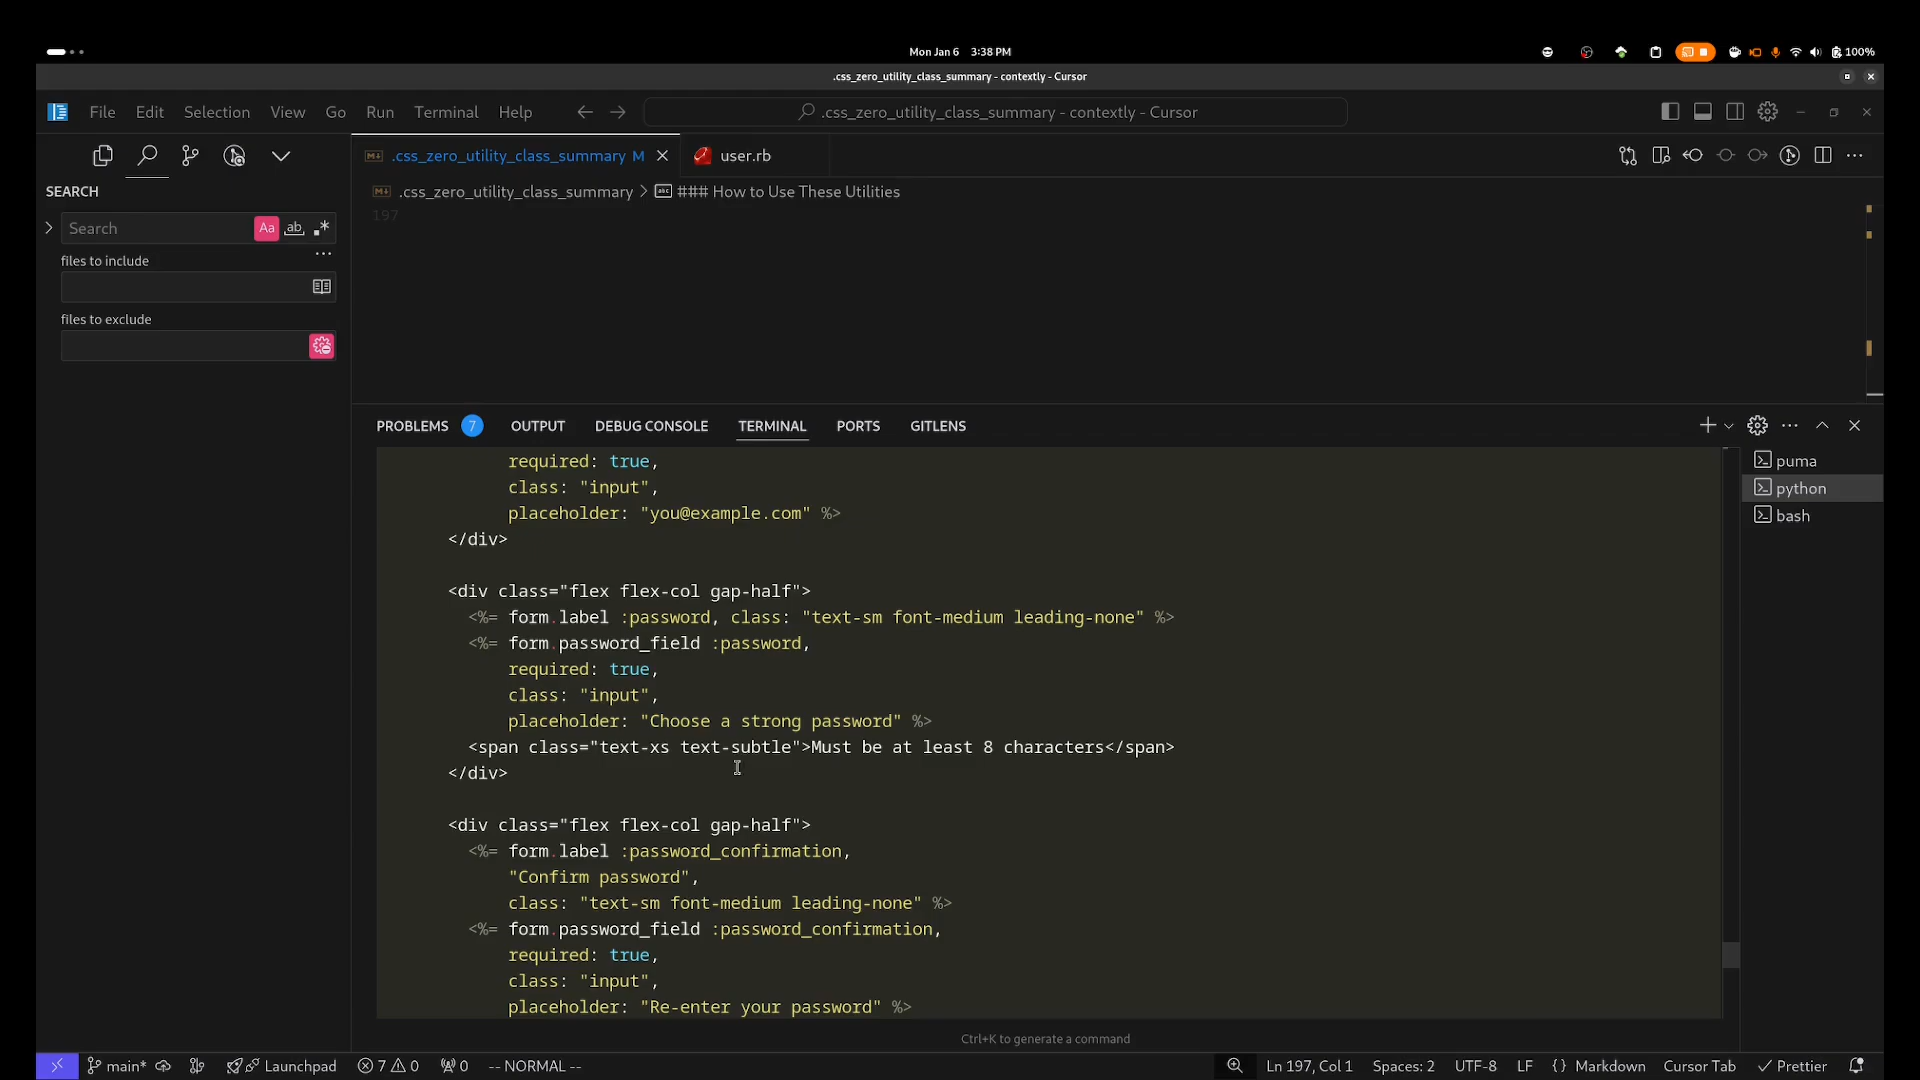 Mon Jan 6 3:38 PM
100%
.css_zero_utility_class_summary - contextly - Cursor
File Edit Selection View Go Run Terminal Help
.css_zero_utility_class_summary - contextly - Cursor
.css_zero_utility_class_summary M
user.rb
SEARCH
.css_zero_utility_class_summary > ### How to Use These Utilities
197
Search
Aa ab .*
files to include
files to exclude
PROBLEMS 7 OUTPUT DEBUG CONSOLE TERMINAL PORTS GITLENS
puma
python
bash
required: true,
class: "input",
placeholder: "you@example.com" %>
</div>
<div class="flex flex-col gap-half">
<%= form.label :password, class: "text-sm font-medium leading-none" %>
<%= form.password_field :password,
required: true,
class: "input",
placeholder: "Choose a strong password" %>
<span class="text-xs text-subtle">Must be at least 8 characters</span>
</div>
<div class="flex flex-col gap-half">
<%= form.label :password_confirmation,
"Confirm password",
class: "text-sm font-medium leading-none" %>
<%= form.password_field :password_confirmation,
required: true,
class: "input",
placeholder: "Re-enter your password" %>
Ctrl+K to generate a command
main* Launchpad 7 0 0 -- NORMAL -- Ln 197, Col 1 Spaces: 2 UTF-8 LF {} Markdown Cursor Tab Prettier